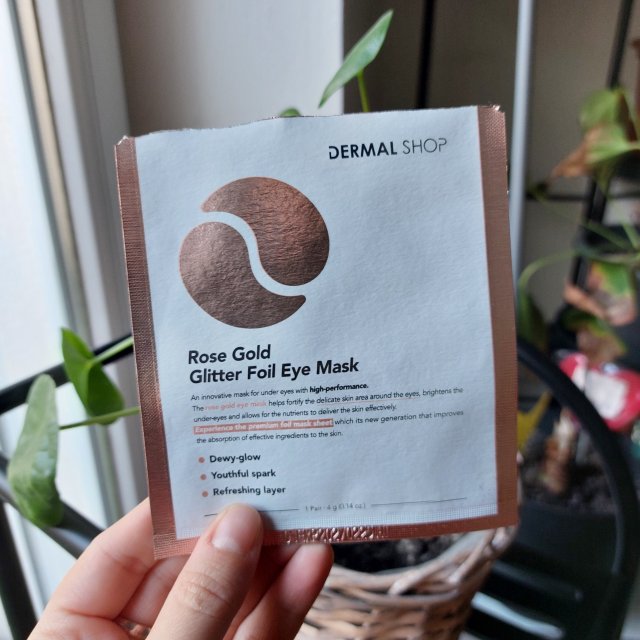 DERMAL SHOP
Rose Gold
Glitter Foil Eye Mask
An innovative mask for under eyes with high-performance.
The rose gold eye mask helps fortify the delicate skin area around the eyes, brightens the
under-eyes and allows for the nutrients to deliver the skin effectively.
Experience the premium foil mask sheet which its new generation that improves
the absorption of effective ingredients to the skin.
Dewy-glow
Youthful spark
Refreshing layer
1 Pair - 4 g (0.14 oz)